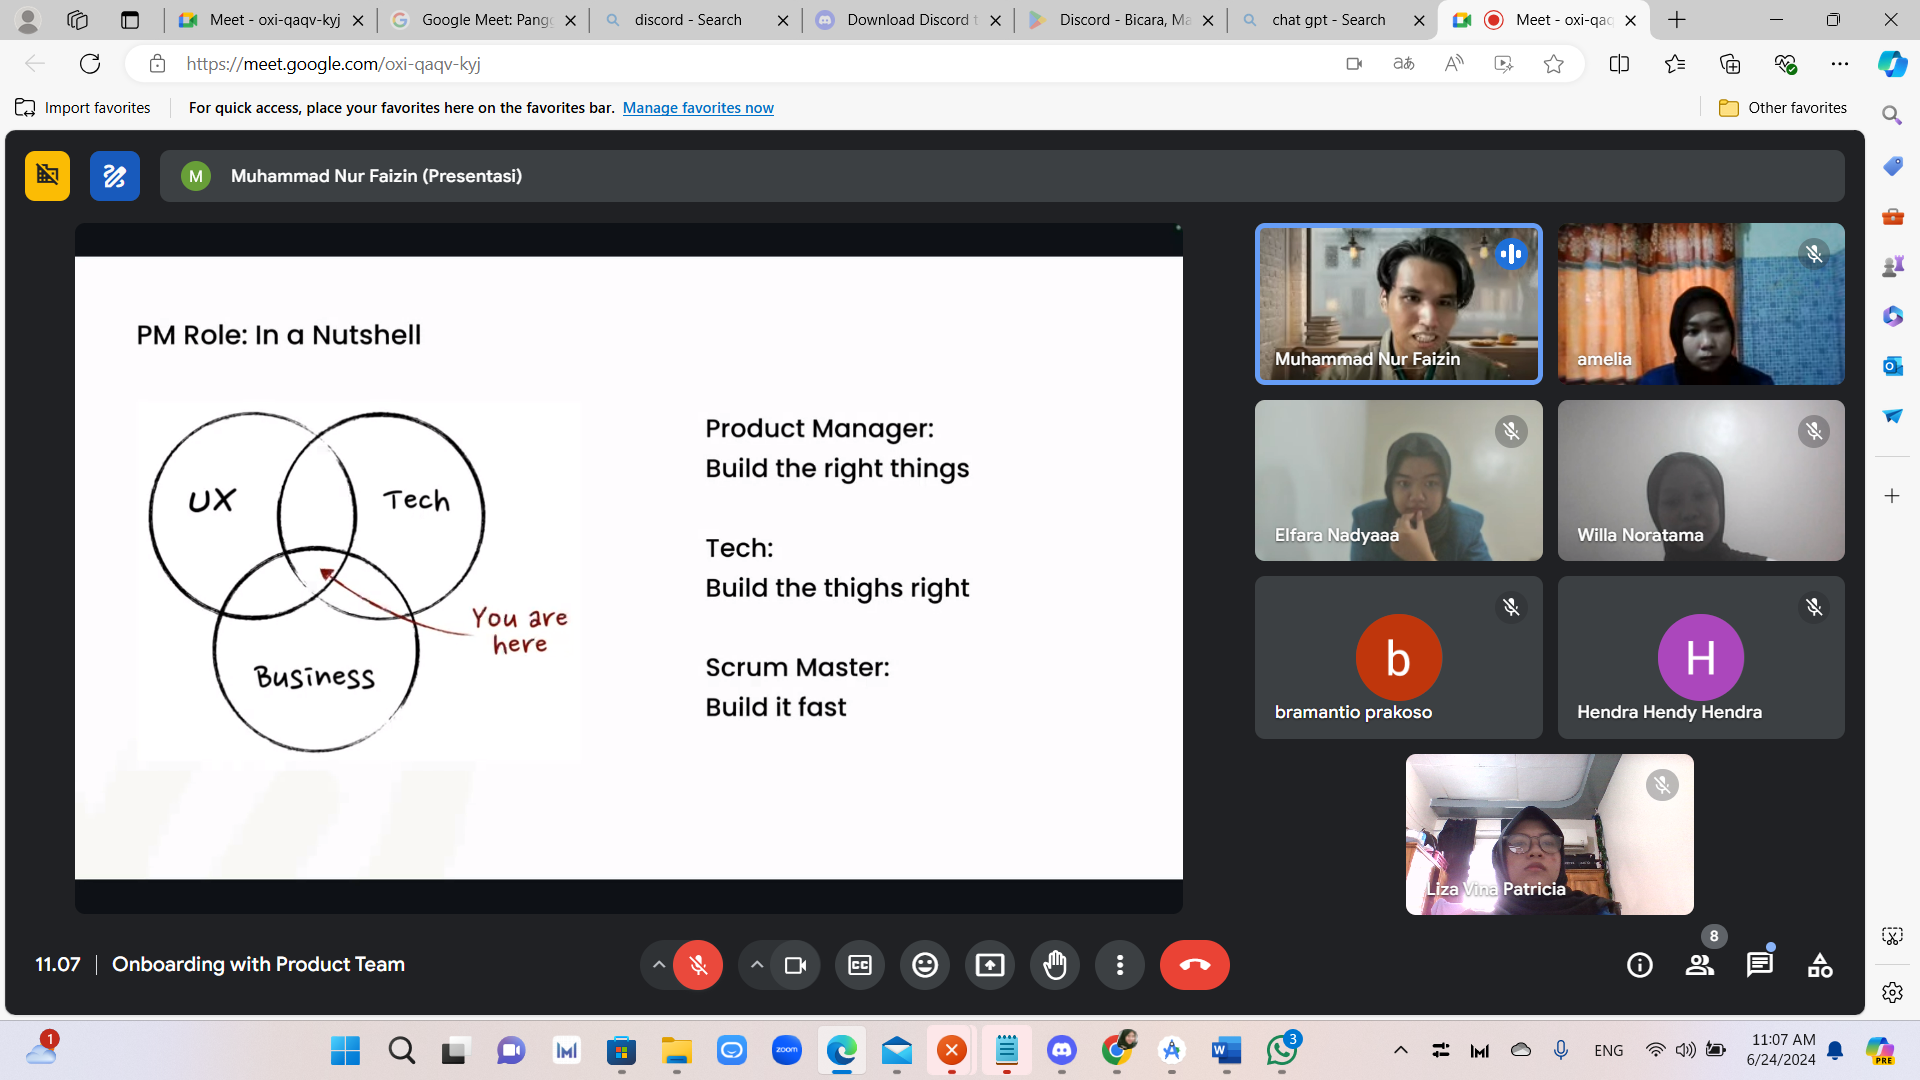 Meet - oxi-qaqv-kyj
Google Meet: Pangg
discord - Search
Download Discord t
Discord - Bicara, Ma
chat gpt - Search
Meet - oxi-qaq
https://meet.google.com/oxi-qaqv-kyj
Import favorites
For quick access, place your favorites here on the favorites bar. Manage favorites now
Other favorites
M
Muhammad Nur Faizin (Presentasi)
PM Role: In a Nutshell
UX
Tech
Business
You are
here
Product Manager:
Build the right things
Tech:
Build the thighs right
Scrum Master:
Build it fast
Muhammad Nur Faizin
amelia
Elfara Nadyaaa
Willa Noratama
b
bramantio prakoso
H
Hendra Hendy Hendra
Liza Vina Patricia
11.07
Onboarding with Product Team
CC
8
1
zoom
3
ENG
11:07 AM
6/24/2024
PRE